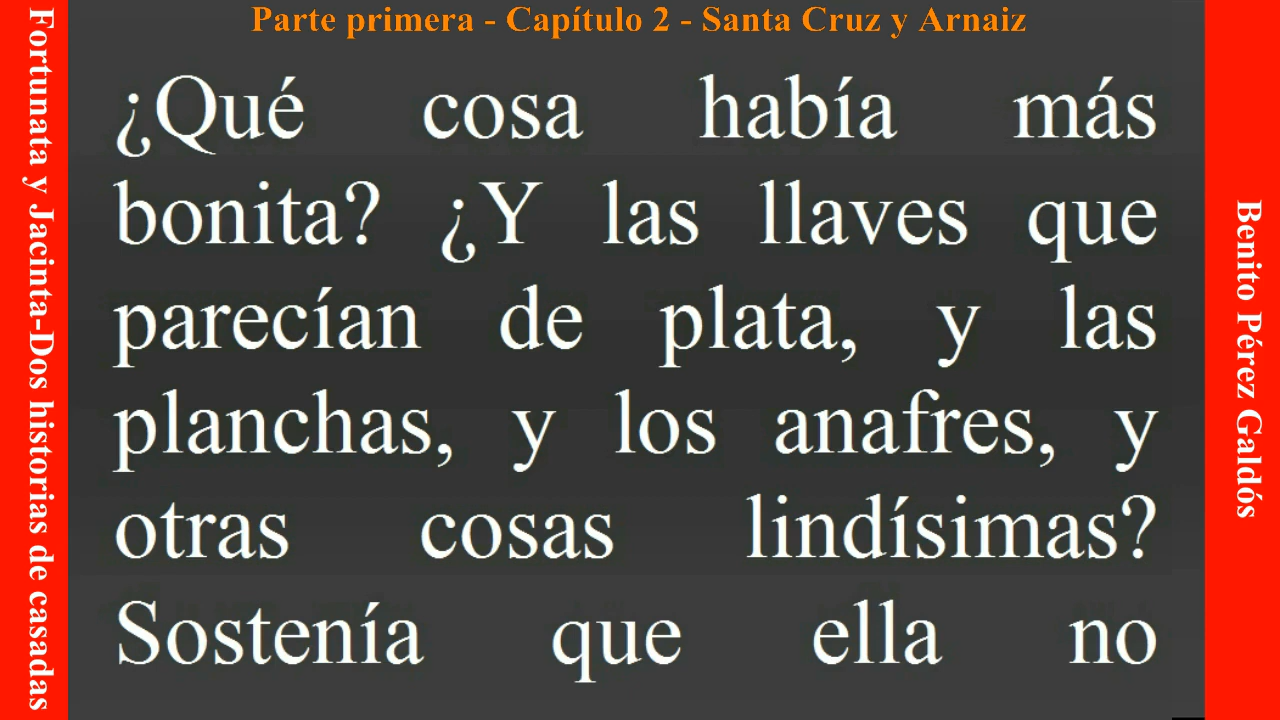 Parte primera - Capítulo 2 - Santa Cruz y Arnaiz
Fortunata y Jacinta-Dos historias de casadas
¿Qué cosa había más
bonita? ¿Y las llaves que
parecían de plata, y las
planchas, y los anafres, y
otras cosas lindísimas?
Sostenía que ella no
Benito Pérez Galdós